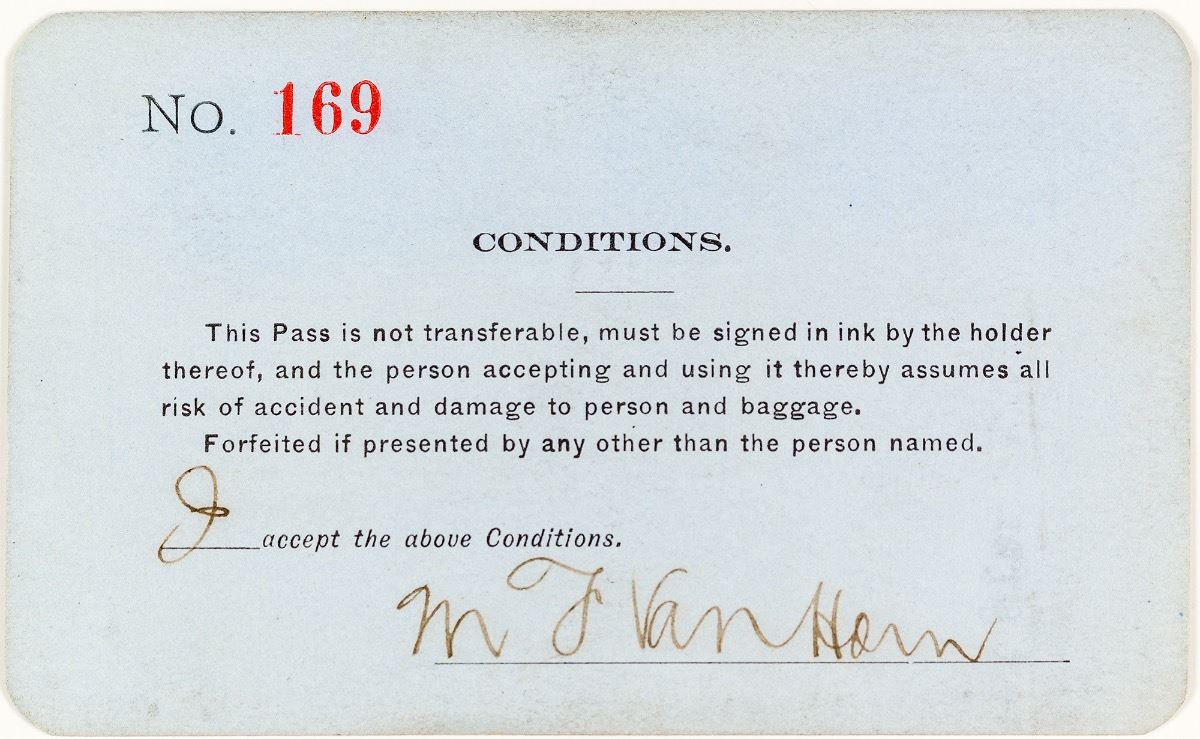 No. 169
CONDITIONS.
This Pass is not transferable, must be signed in ink by the holder
thereof, and the person accepting and using it thereby assumes all
risk of accident and damage to person and baggage.
Forfeited if presented by any other than the person named.
I accept the above Conditions.
M F Van Horn